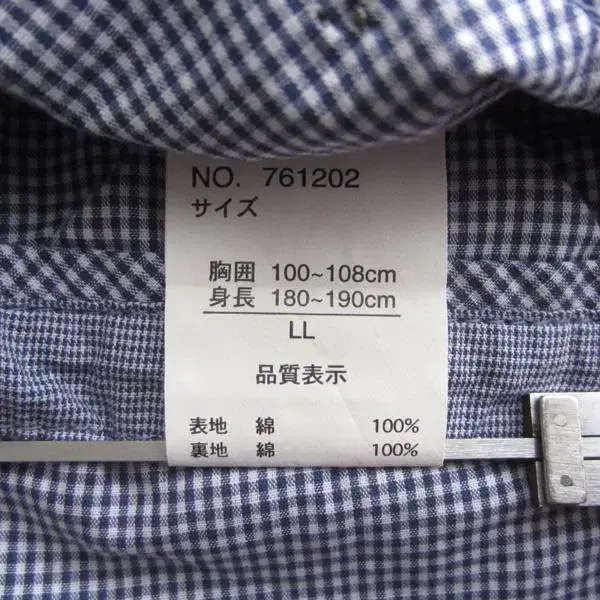 NO. 761202
サイズ
胸囲 100~108cm
身長 180~190cm
LL
品質表示
表地 綿 100%
裏地 綿 100%